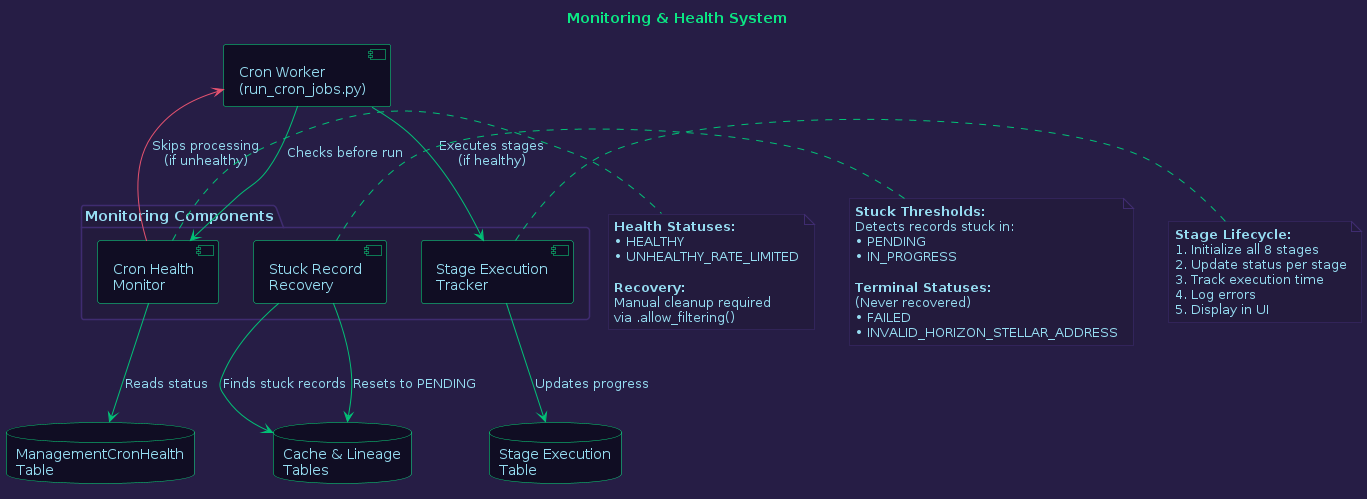 Monitoring & Health System
Cron Worker
(run_cron_jobs.py)
Skips processing
(if unhealthy)
Checks before run
Executes stages
(if healthy)
Monitoring Components
Cron Health
Monitor
Stuck Record
Recovery
Stage Execution
Tracker
Health Statuses:
• HEALTHY
• UNHEALTHY_RATE_LIMITED
Recovery:
Manual cleanup required
via .allow_filtering()
Stuck Thresholds:
Detects records stuck in:
• PENDING
• IN_PROGRESS
Terminal Statuses:
(Never recovered)
• FAILED
• INVALID_HORIZON_STELLAR_ADDRESS
Stage Lifecycle:
1. Initialize all 8 stages
2. Update status per stage
3. Track execution time
4. Log errors
5. Display in UI
Reads status
Finds stuck records
Resets to PENDING
Updates progress
ManagementCronHealth
Table
Cache & Lineage
Tables
Stage Execution
Table